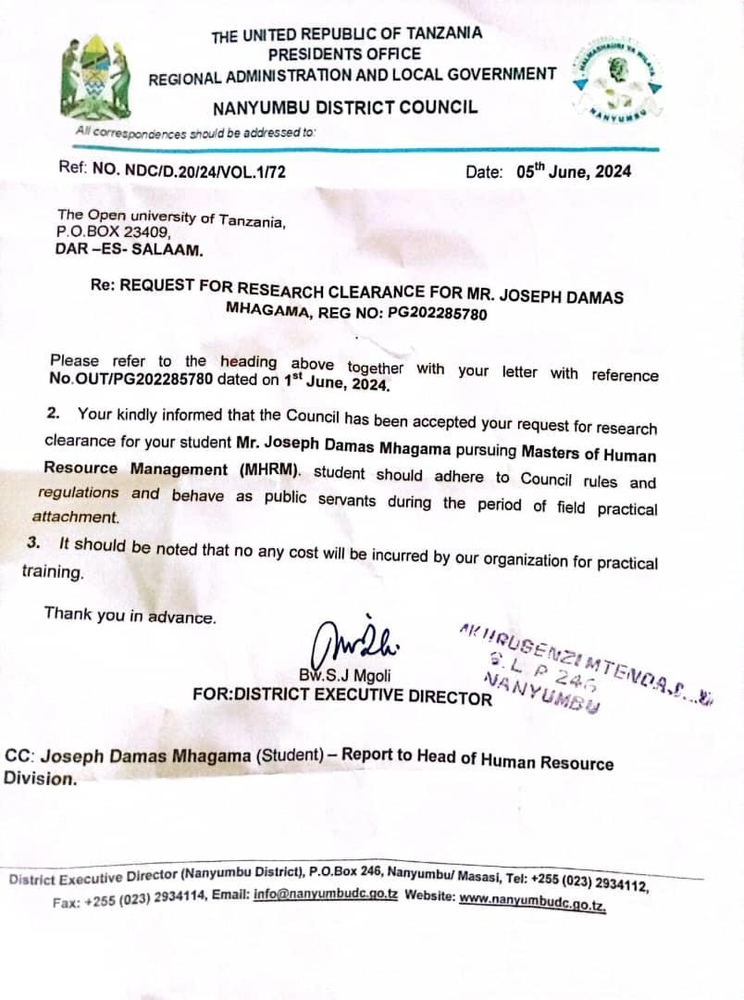 THE UNITED REPUBLIC OF TANZANIA
PRESIDENTS OFFICE
REGIONAL ADMINISTRATION AND LOCAL GOVERNMENT
NANYUMBU DISTRICT COUNCIL
HALMASHAURI YA WILAYA
NANYUMBU
All correspondences should be addressed to:
Ref: NO. NDC/D.20/24/VOL.1/72 Date: 05th June, 2024
The Open university of Tanzania,
P.O.BOX 23409,
DAR –ES- SALAAM.
Re: REQUEST FOR RESEARCH CLEARANCE FOR MR. JOSEPH DAMAS
MHAGAMA, REG NO: PG202285780
Please refer to the heading above together with your letter with reference
No.OUT/PG202285780 dated on 1st June, 2024.
2. Your kindly informed that the Council has been accepted your request for research
clearance for your student Mr. Joseph Damas Mhagama pursuing Masters of Human
Resource Management (MHRM). student should adhere to Council rules and
regulations and behave as public servants during the period of field practical
attachment.
3. It should be noted that no any cost will be incurred by our organization for practical
training.
Thank you in advance.
Bw.S.J Mgoli
FOR:DISTRICT EXECUTIVE DIRECTOR
S. L. P 246
NANYUMBU
CC: Joseph Damas Mhagama (Student) – Report to Head of Human Resource
Division.
District Executive Director (Nanyumbu District), P.O.Box 246, Nanyumbu/ Masasi, Tel: +255 (023) 2934112,
Fax: +255 (023) 2934114, Email: info@nanyumbudc.go.tz Website: www.nanyumbudc.go.tz.